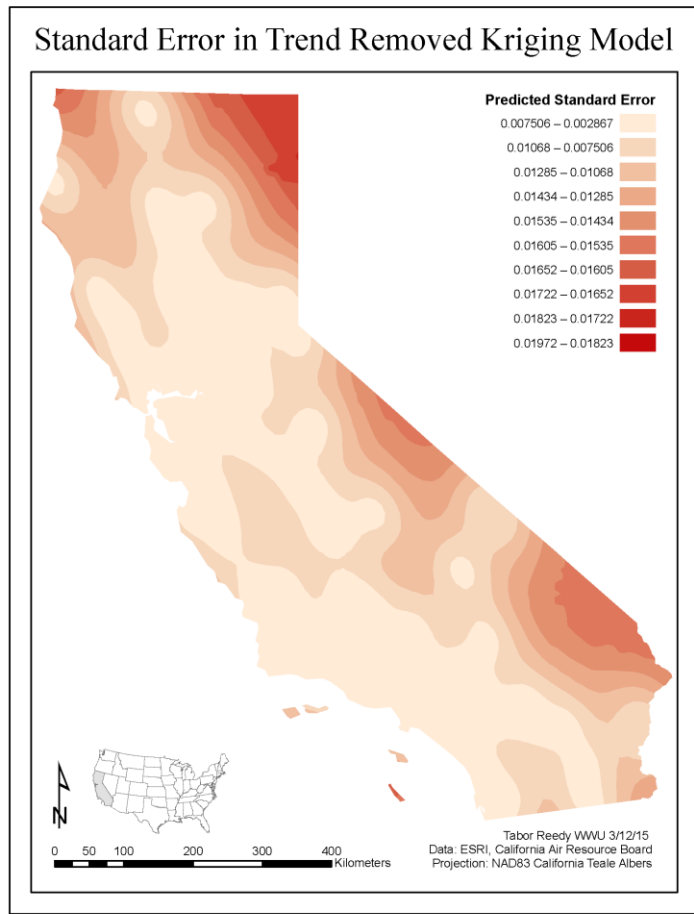 Standard Error in Trend Removed Kriging Model
Predicted Standard Error
0.007506 – 0.002867
0.01068 – 0.007506
0.01285 – 0.01068
0.01434 – 0.01285
0.01535 – 0.01434
0.01605 – 0.01535
0.01652 – 0.01605
0.01722 – 0.01652
0.01823 – 0.01722
0.01972 – 0.01823
N
0 50 100 200 300 400
Kilometers
Tabor Reedy WWU 3/12/15
Data: ESRI, California Air Resource Board
Projection: NAD83 California Teale Albers